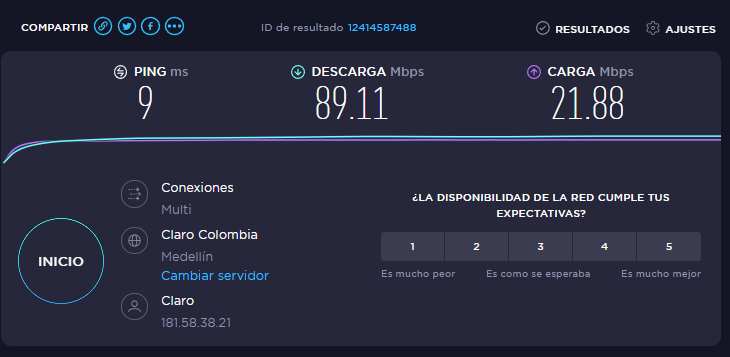 COMPARTIR
ID de resultado 12414587488
RESULTADOS
AJUSTES
PING ms
9
DESCARGA Mbps
89.11
CARGA Mbps
21.88
Conexiones
Multi
Claro Colombia
Medellín
Cambiar servidor
Claro
181.58.38.21
INICIO
¿LA DISPONIBILIDAD DE LA RED CUMPLE TUS
EXPECTATIVAS?
1 2 3 4 5
Es mucho peor Es como se esperaba Es mucho mejor